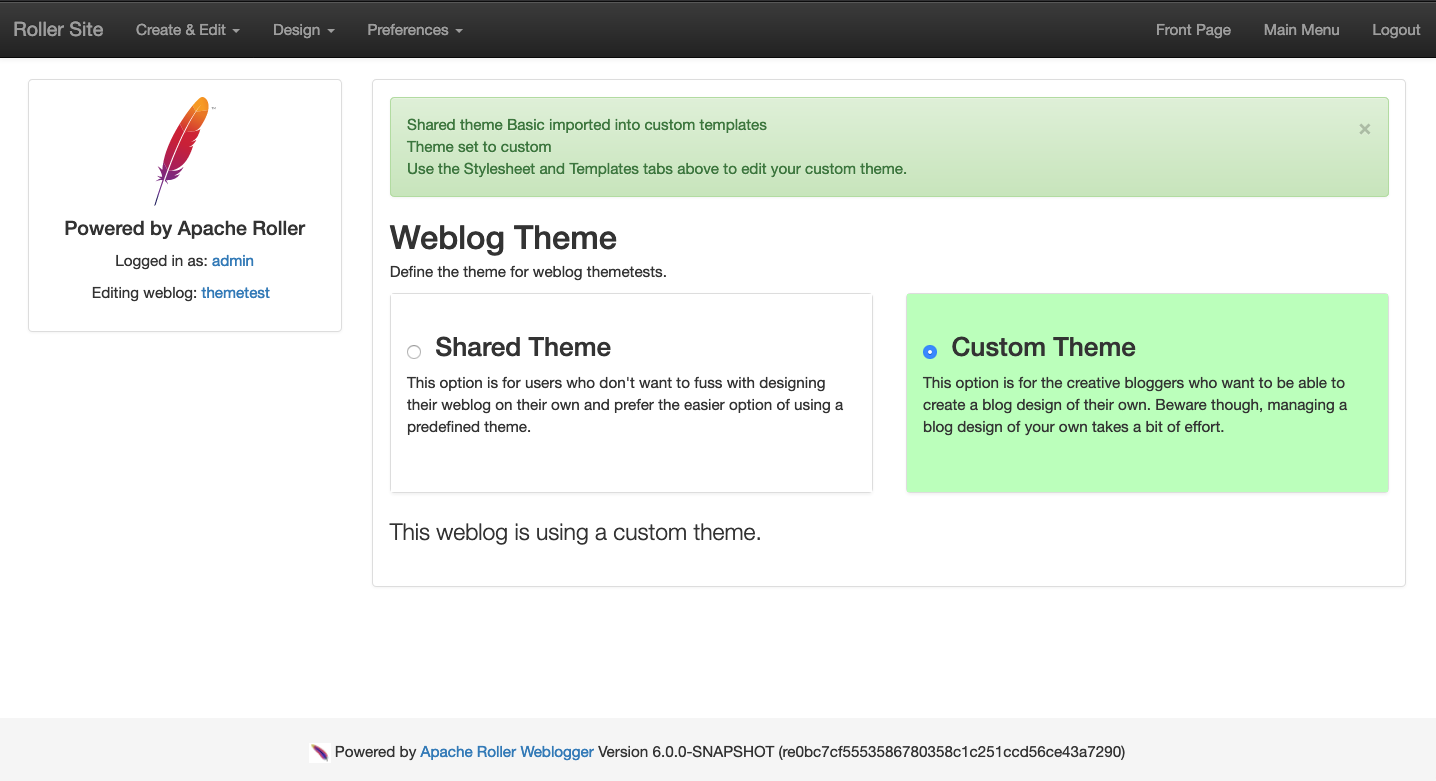 Roller Site Create & Edit Design Preferences Front Page Main Menu Logout
Powered by Apache Roller
Logged in as: admin
Editing weblog: themetest
Shared theme Basic imported into custom templates
Theme set to custom
Use the Stylesheet and Templates tabs above to edit your custom theme.
×
Weblog Theme
Define the theme for weblog themetests.
Shared Theme
This option is for users who don't want to fuss with designing
their weblog on their own and prefer the easier option of using a
predefined theme.
Custom Theme
This option is for the creative bloggers who want to be able to
create a blog design of their own. Beware though, managing a
blog design of your own takes a bit of effort.
This weblog is using a custom theme.
Powered by Apache Roller Weblogger Version 6.0.0-SNAPSHOT (re0bc7cf5553586780358c1c251ccd56ce43a7290)